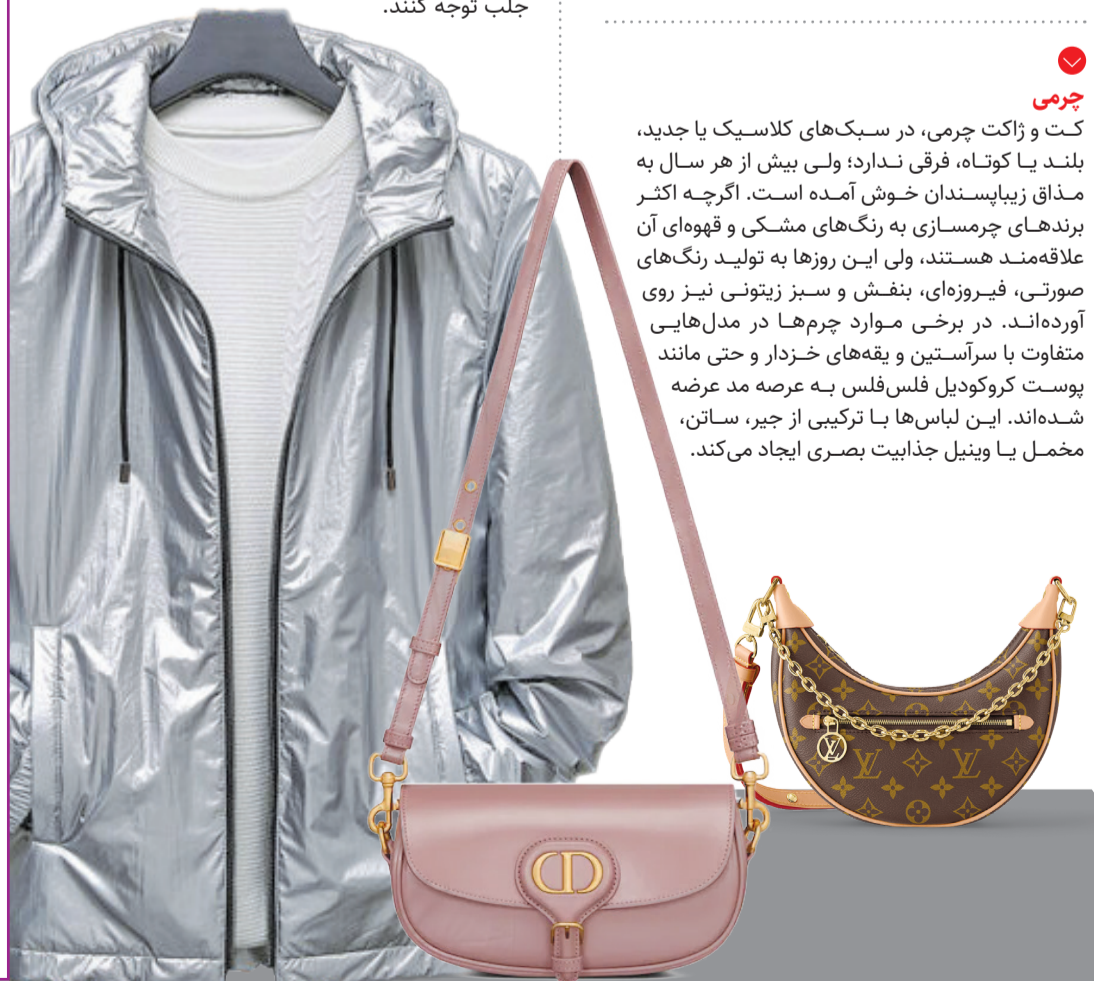 جلب توجه کنند.
چرمی
کت و ژاکت چرمی، در سبک‌های کلاسیک یا جدید،
بلند یا کوتاه، فرقی ندارد؛ ولی بیش از هر سال به
مذاق زیباپسندان خوش آمده است. اگرچه اکثر
برندهای چرمسازی به رنگ‌های مشکی و قهوه‌ای آن
علاقه‌مند هستند، ولی این روزها به تولید رنگ‌های
صورتی، فیروزه‌ای، بنفش و سبز زیتونی نیز روی
آورده‌اند. در برخی موارد چرم‌ها در مدل‌هایی
متفاوت با سرآستین و یقه‌های خزدار و حتی مانند
پوست کروکودیل فلس‌فلس به عرصه مد عرضه
شده‌اند. این لباس‌ها با ترکیبی از جیر، ساتن،
مخمل یا وینیل جذابیت بصری ایجاد می‌کند.
CD
LV
LV
LV